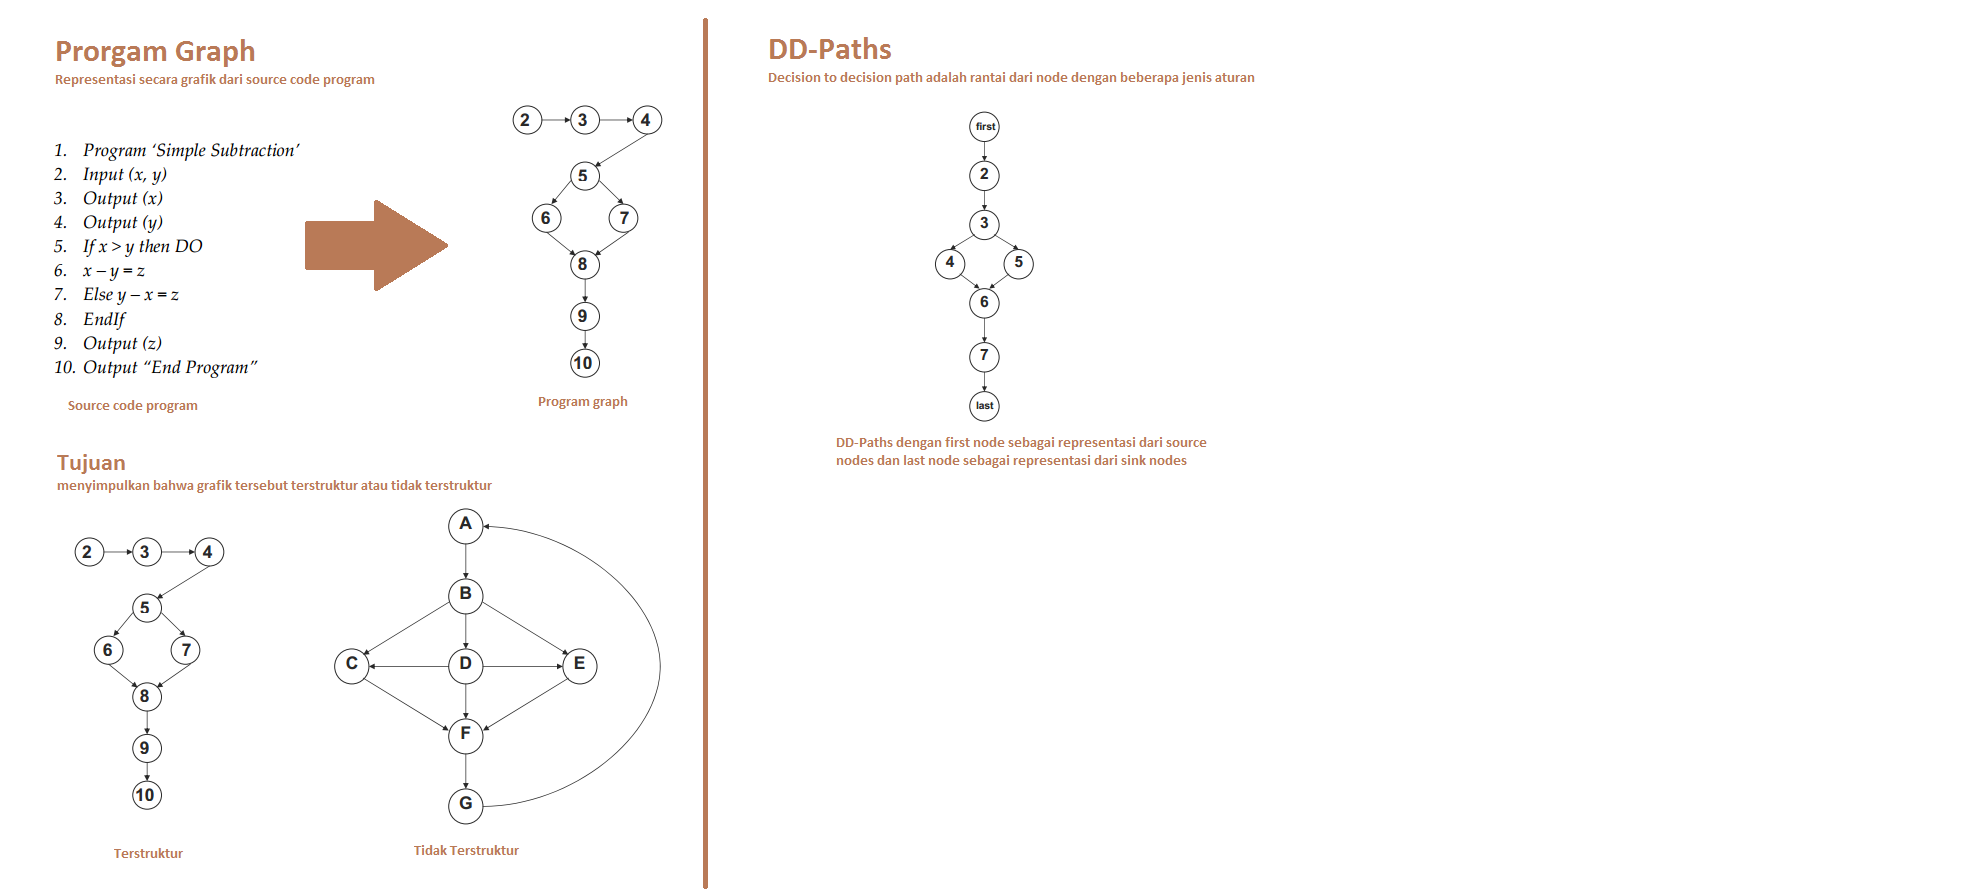 Prorgam Graph
Representasi secara grafik dari source code program
1. Program ‘Simple Subtraction’
2. Input (x, y)
3. Output (x)
4. Output (y)
5. If x > y then DO
6. x – y = z
7. Else y – x = z
8. EndIf
9. Output (z)
10. Output “End Program”
Source code program
2 3 4
5
6 7
8
9
10
Program graph
Tujuan
menyimpulkan bahwa grafik tersebut terstruktur atau tidak terstruktur
2 3 4
5
6 7
8
9
10
Terstruktur
A
B
C D E
F
G
Tidak Terstruktur
DD-Paths
Decision to decision path adalah rantai dari node dengan beberapa jenis aturan
first
2
3
4 5
6
7
last
DD-Paths dengan first node sebagai representasi dari source
nodes dan last node sebagai representasi dari sink nodes